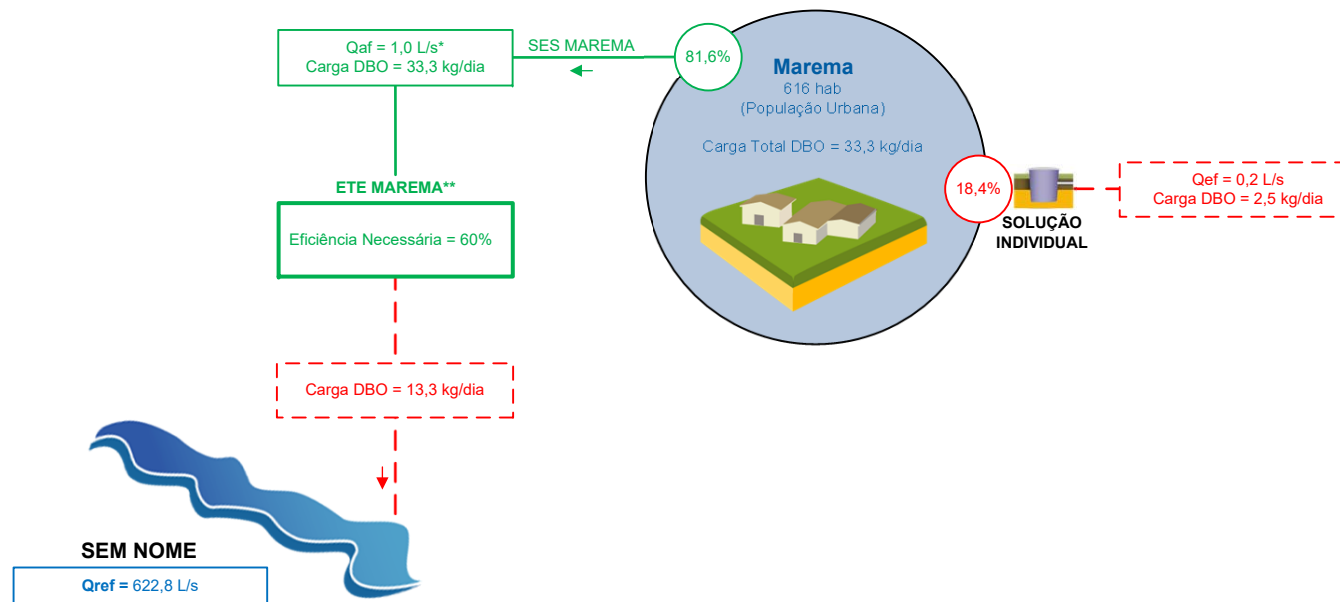 Qaf = 1,0 L/s*
Carga DBO = 33,3 kg/dia
SES MAREMA
81,6%
Marema
616 hab
(População Urbana)
Carga Total DBO = 33,3 kg/dia
18,4%
SOLUÇÃO
INDIVIDUAL
Qef = 0,2 L/s
Carga DBO = 2,5 kg/dia
ETE MAREMA**
Eficiência Necessária = 60%
Carga DBO = 13,3 kg/dia
SEM NOME
Qref = 622,8 L/s